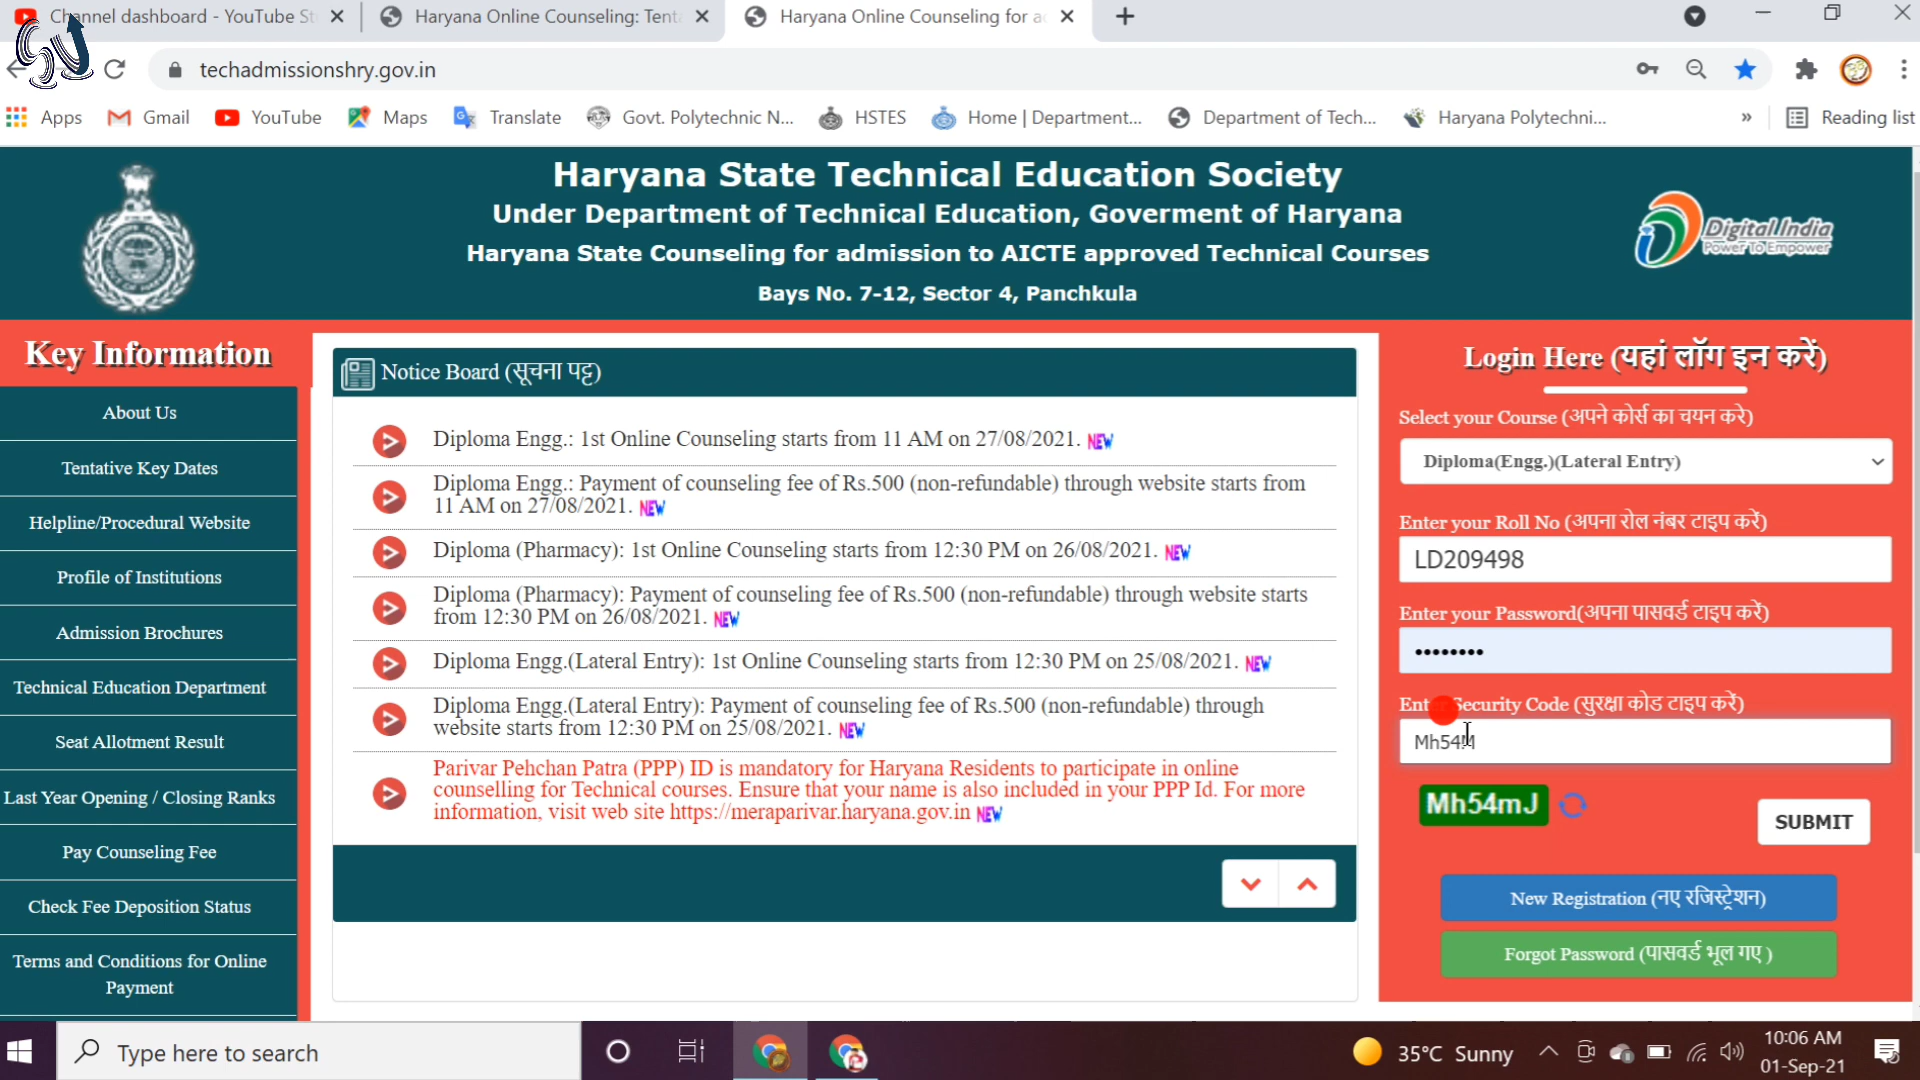 Channel dashboard - YouTube St
Haryana Online Counseling: Tent
Haryana Online Counseling for a
techadmissionshry.gov.in
Apps
Gmail
YouTube
Maps
Translate
Govt. Polytechnic N...
HSTES
Home | Department...
Department of Tech...
Haryana Polytechni...
»
Reading list
Haryana State Technical Education Society
Under Department of Technical Education, Goverment of Haryana
Haryana State Counseling for admission to AICTE approved Technical Courses
Bays No. 7-12, Sector 4, Panchkula
Digital India
Power To Empower
Key Information
About Us
Tentative Key Dates
Helpline/Procedural Website
Profile of Institutions
Admission Brochures
Technical Education Department
Seat Allotment Result
Last Year Opening / Closing Ranks
Pay Counseling Fee
Check Fee Deposition Status
Terms and Conditions for Online
Payment
Notice Board (सूचना पट्ट)
Diploma Engg.: 1st Online Counseling starts from 11 AM on 27/08/2021. NEW
Diploma Engg.: Payment of counseling fee of Rs.500 (non-refundable) through website starts from
11 AM on 27/08/2021. NEW
Diploma (Pharmacy): 1st Online Counseling starts from 12:30 PM on 26/08/2021. NEW
Diploma (Pharmacy): Payment of counseling fee of Rs.500 (non-refundable) through website starts
from 12:30 PM on 26/08/2021. NEW
Diploma Engg.(Lateral Entry): 1st Online Counseling starts from 12:30 PM on 25/08/2021. NEW
Diploma Engg.(Lateral Entry): Payment of counseling fee of Rs.500 (non-refundable) through
website starts from 12:30 PM on 25/08/2021. NEW
Parivar Pehchan Patra (PPP) ID is mandatory for Haryana Residents to participate in online
counselling for Technical courses. Ensure that your name is also included in your PPP Id. For more
information, visit web site https://meraparivar.haryana.gov.in NEW
Login Here (यहां लॉग इन करें)
Select your Course (अपने कोर्स का चयन करे)
Diploma(Engg.)(Lateral Entry)
Enter your Roll No (अपना रोल नंबर टाइप करें)
LD209498
Enter your Password(अपना पासवर्ड टाइप करें)
••••••••
Enter Security Code (सुरक्षा कोड टाइप करें)
Mh54M
Mh54mJ
SUBMIT
New Registration (नए रजिस्ट्रेशन)
Forgot Password (पासवर्ड भूल गए )
Type here to search
35°C Sunny
10:06 AM
01-Sep-21